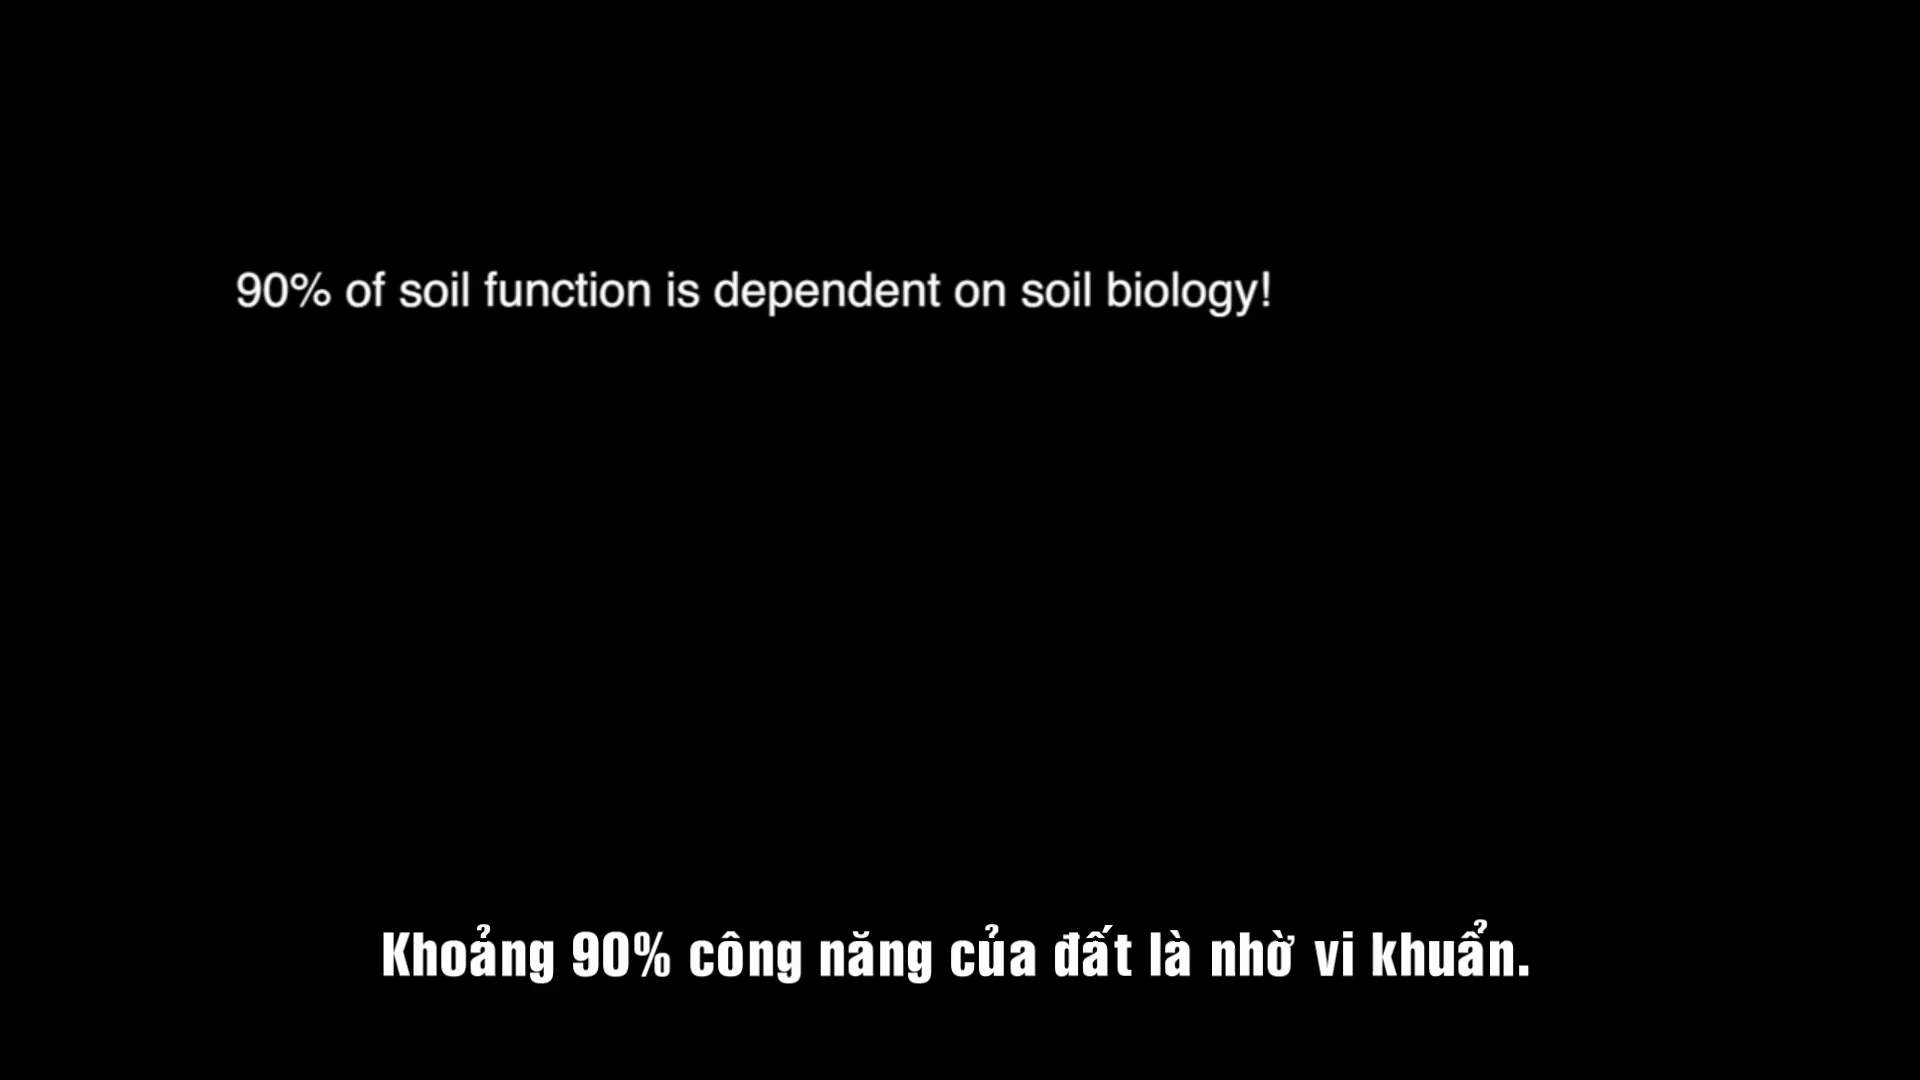 90% of soil function is dependent on soil biology!
Khoảng 90% công năng của đất là nhờ vi khuẩn.